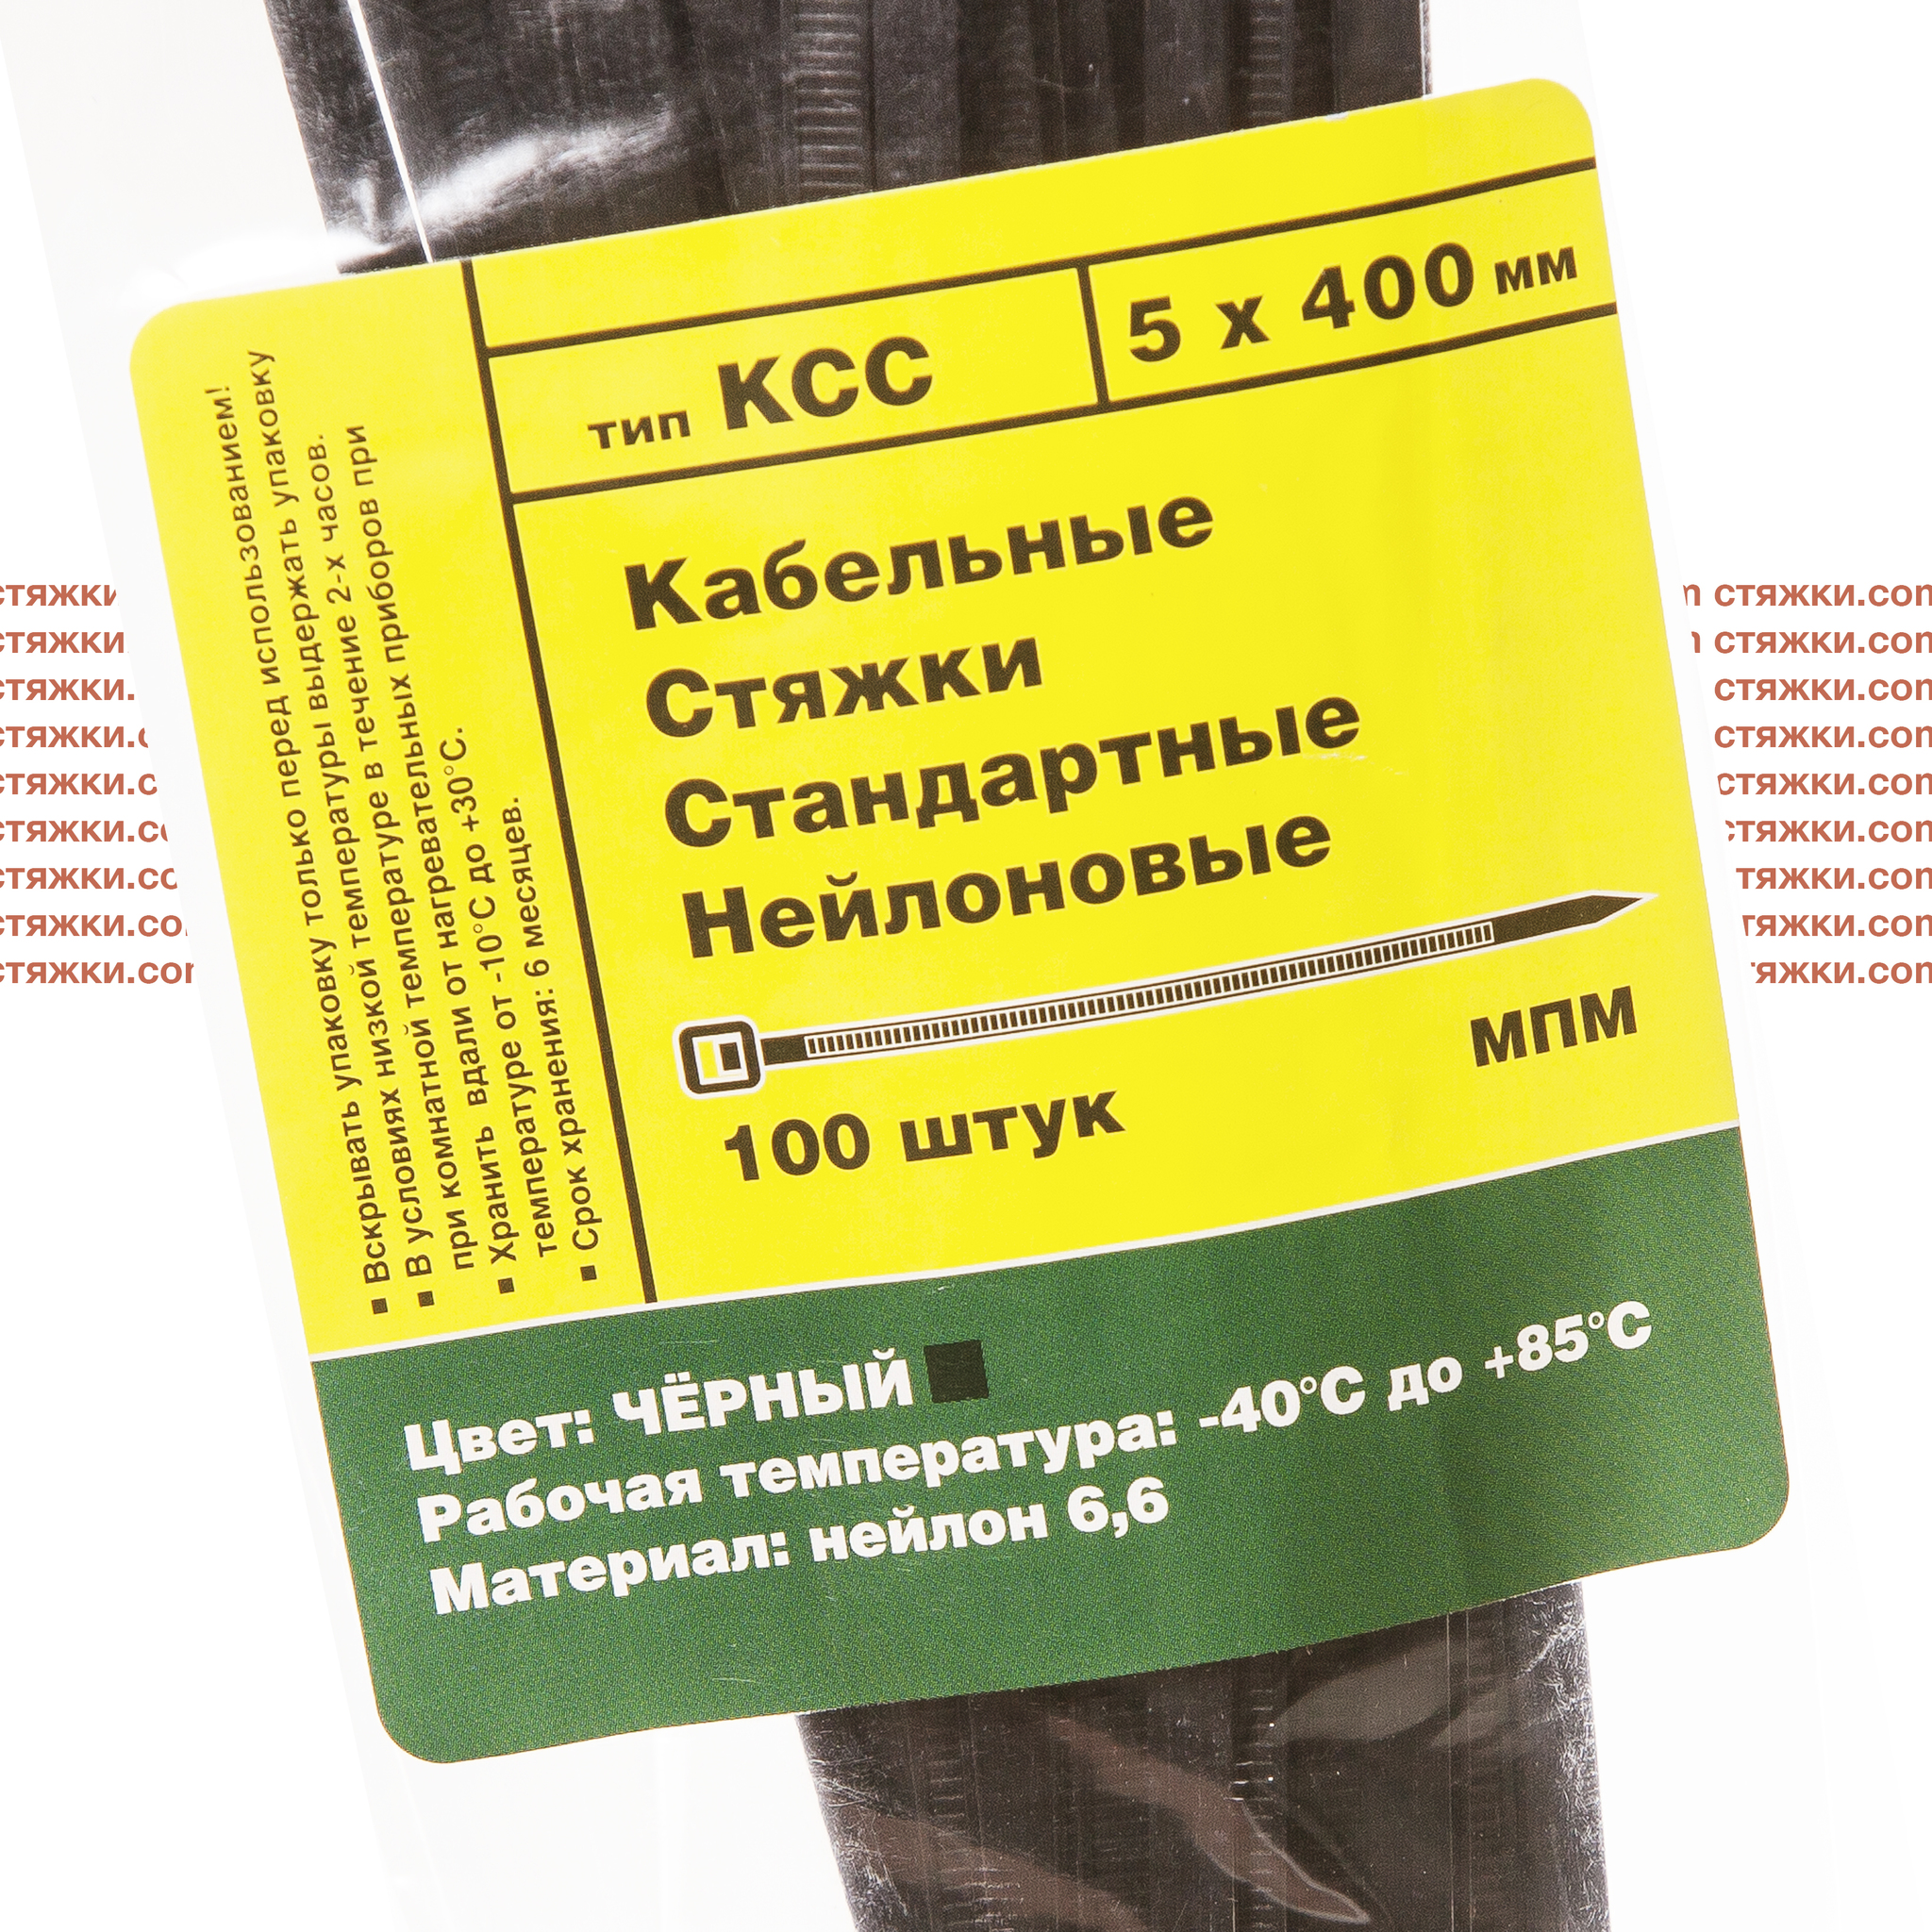 тип КСС
5 х 400 мм
Кабельные
Стяжки
Стандартные
Нейлоновые
МПМ
100 штук
▪ Вскрывать упаковку только перед использованием!
▪ В условиях низкой температуры выдержать упаковку
при комнатной температуре в течение 2-х часов.
▪ Хранить вдали от нагревательных приборов при
температуре от -10°С до +30°С.
▪ Срок хранения: 6 месяцев.
Цвет: ЧЁРНЫЙ
Рабочая температура: -40°С до +85°С
Материал: нейлон 6,6
стяжки.com
стяжки.com
стяжки.com
стяжки.com
стяжки.com
стяжки.com
стяжки.com
стяжки.com
стяжки.com